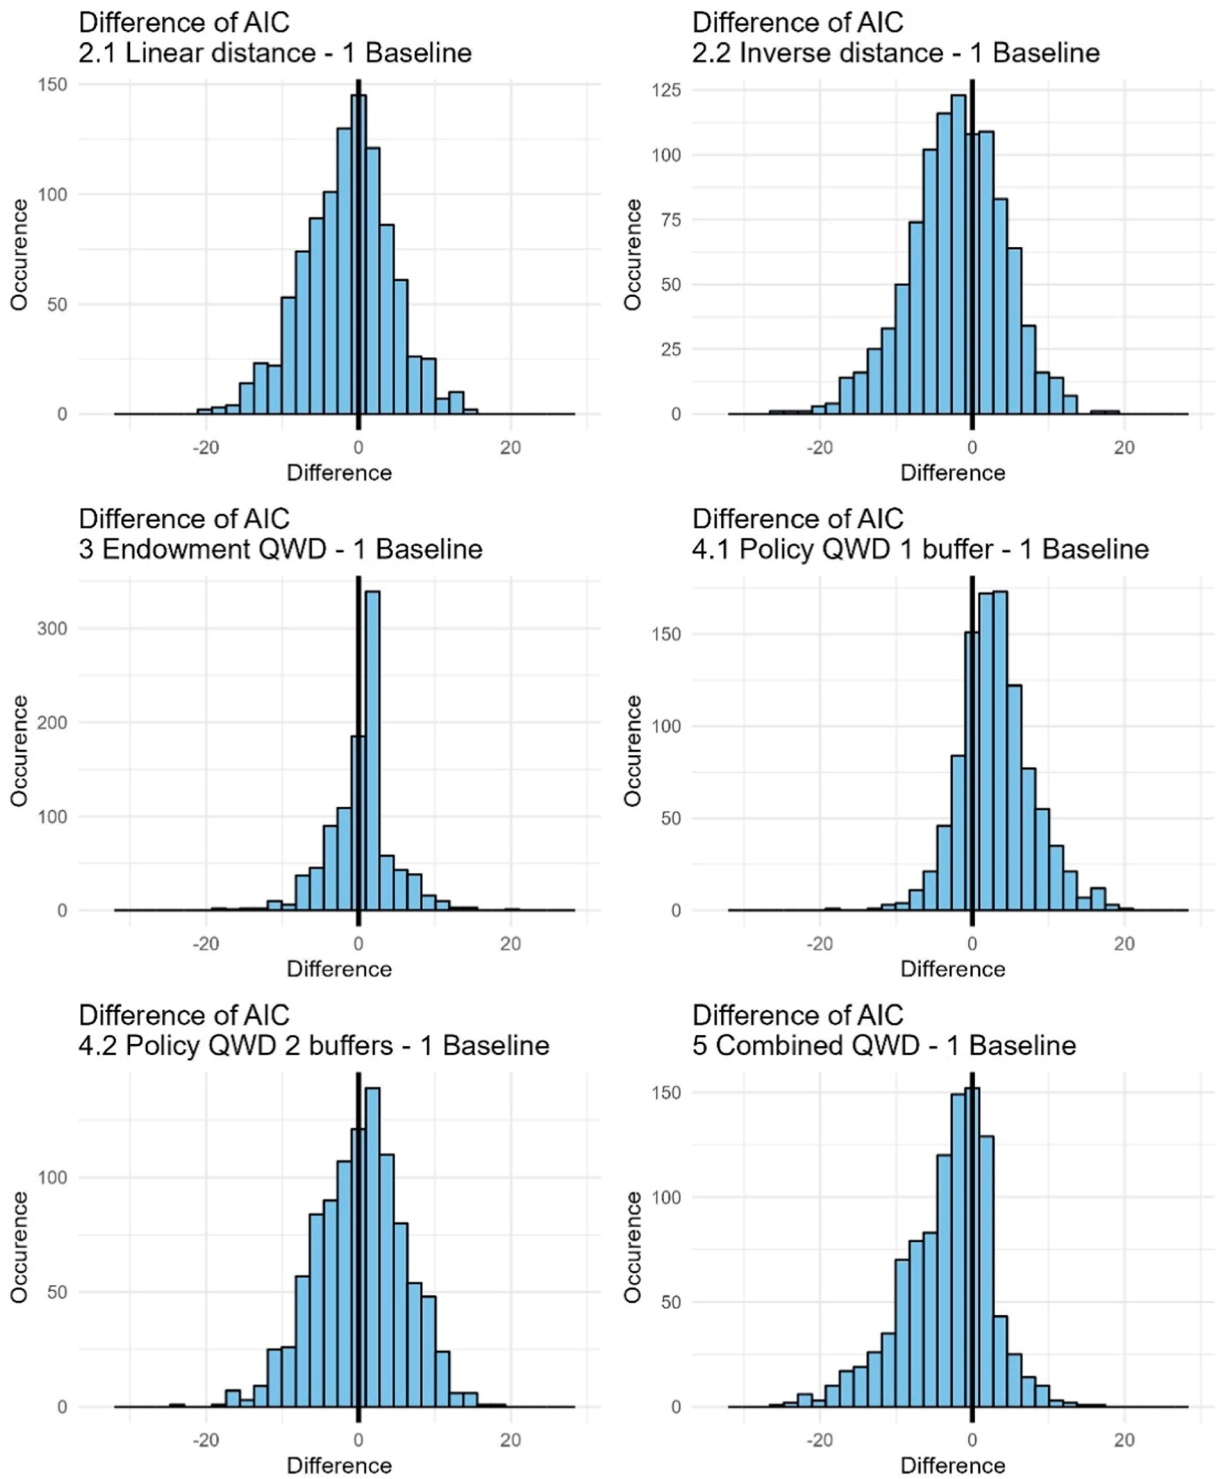 Difference of AIC
2.1 Linear distance - 1 Baseline
150
100
50
0
Occurence
-20 0 20
Difference
Difference of AIC
2.2 Inverse distance - 1 Baseline
125
100
75
50
25
0
Occurence
-20 0 20
Difference
Difference of AIC
3 Endowment QWD - 1 Baseline
300
200
100
0
Occurence
-20 0 20
Difference
Difference of AIC
4.1 Policy QWD 1 buffer - 1 Baseline
150
100
50
0
Occurence
-20 0 20
Difference
Difference of AIC
4.2 Policy QWD 2 buffers - 1 Baseline
100
50
0
Occurence
-20 0 20
Difference
Difference of AIC
5 Combined QWD - 1 Baseline
150
100
50
0
Occurence
-20 0 20
Difference